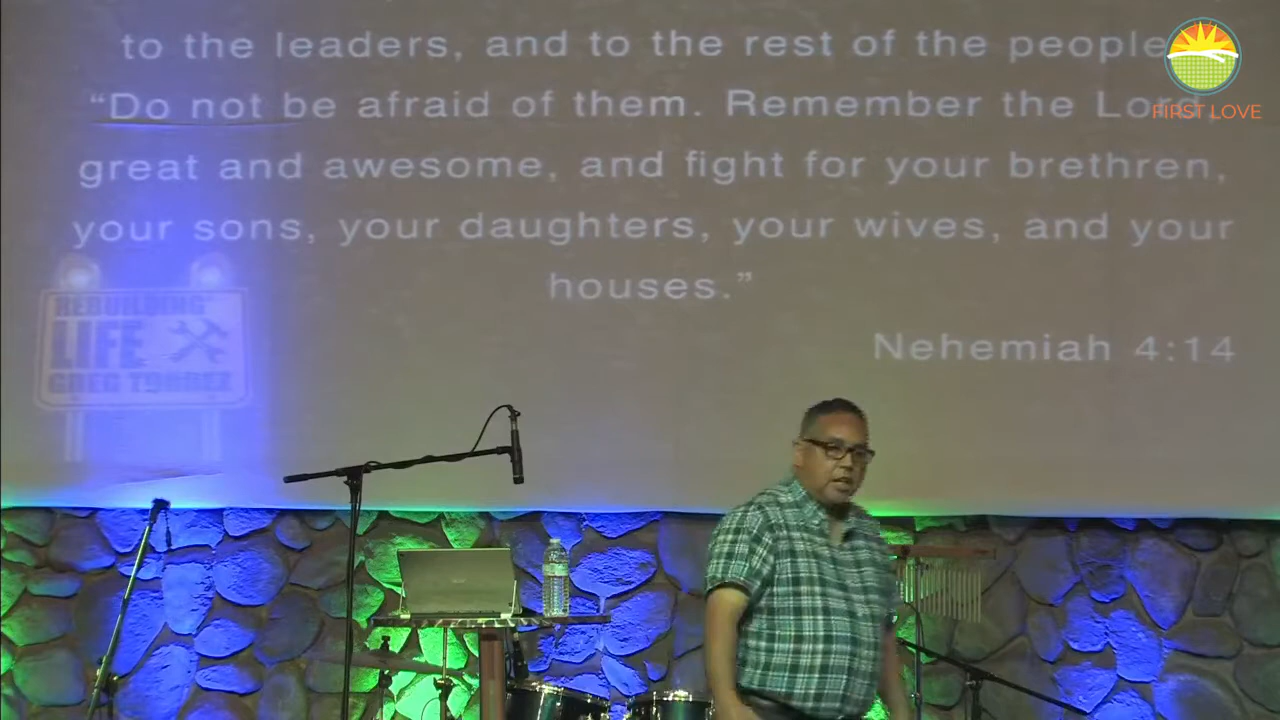 to the leaders, and to the rest of the people
“Do not be afraid of them. Remember the Lord,
great and awesome, and fight for your brethren,
your sons, your daughters, your wives, and your
houses.”
Nehemiah 4:14
FIRST LOVE
REBUILDING
LIFE
GREG